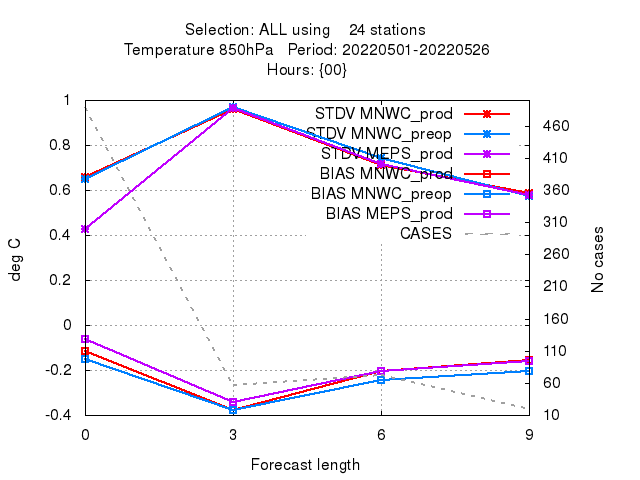 Selection: ALL using 24 stations
Temperature 850hPa Period: 20220501-20220526
Hours: {00}
1
0.8
0.6
0.4
0.2
0
-0.2
-0.4
deg C
STDV MNWC_prod
STDV MNWC_preop
STDV MEPS_prod
BIAS MNWC_prod
BIAS MNWC_preop
BIAS MEPS_prod
CASES
460
410
360
310
260
210
160
110
60
10
No cases
0 3 6 9
Forecast length